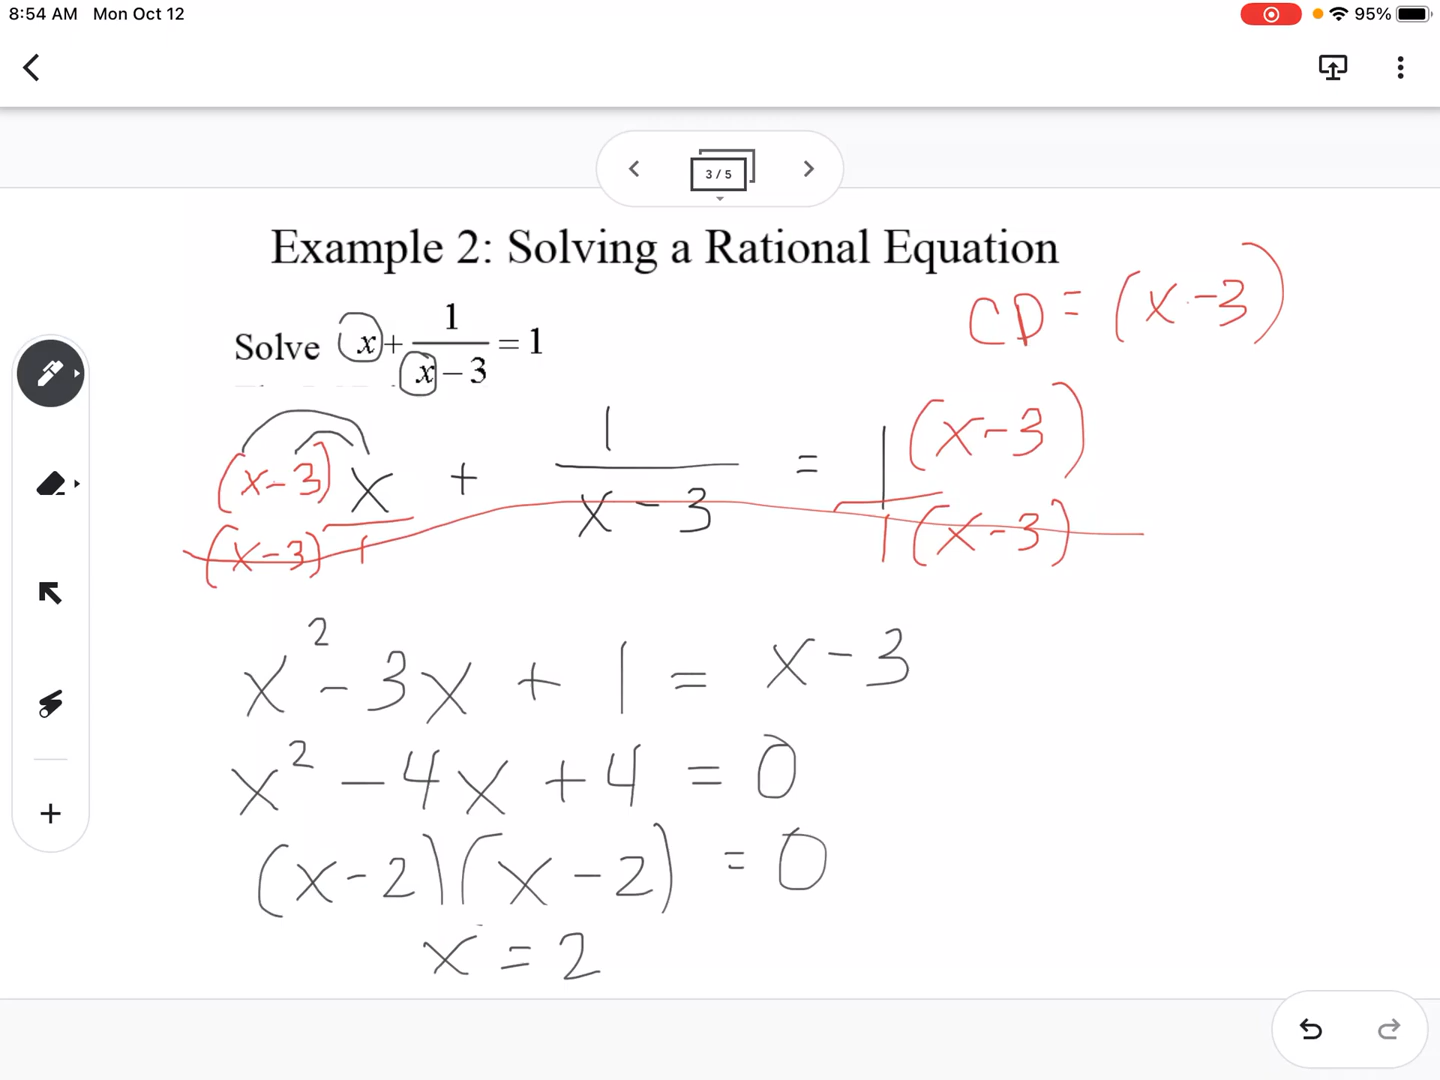 8:54 AM Mon Oct 12 95%
3 / 5
Example 2: Solving a Rational Equation
CD = (x-3)
Solve x + 1/(x - 3) = 1
(x-3) x + 1 = 1 (x-3)
(x-3) 1 x - 3 1 (x-3)
x² - 3x + 1 = x - 3
x² - 4x + 4 = 0
(x-2)(x-2) = 0
x = 2